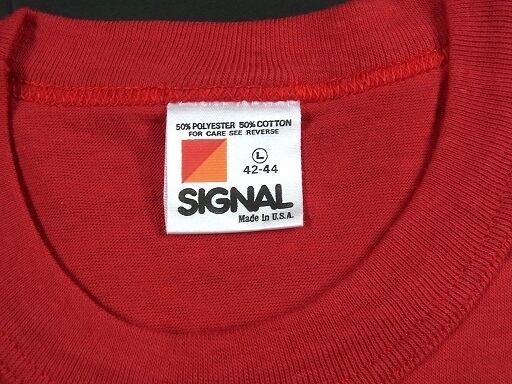 50% POLYESTER 50% COTTON
FOR CARE SEE REVERSE
L
42-44
SIGNAL
Made in U.S.A.